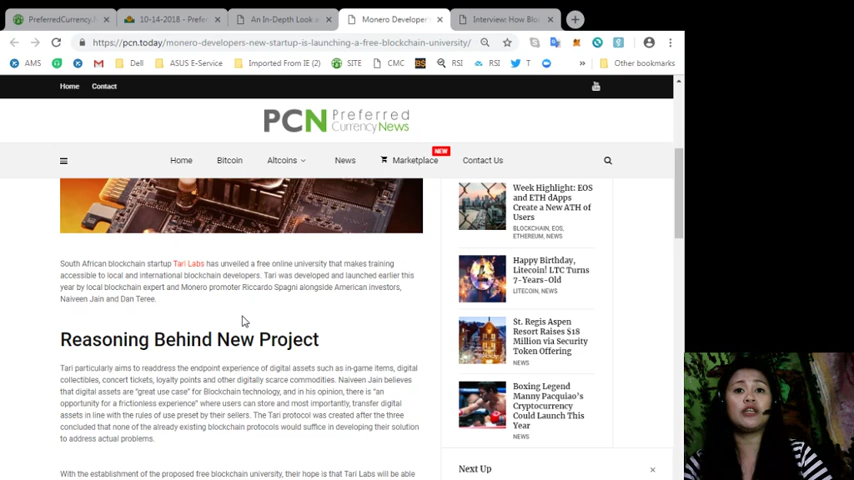 PreferredCurrency
10-14-2018 - Prefer
An In-Depth Look a
Monero Developer
Interview: How Blo
https://pcn.today/monero-developers-new-startup-is-launching-a-free-blockchain-university/
AMS
Dell
ASUS E-Service
Imported From IE (2)
SITE
CMC
RSI
RSI
T
»
Other bookmarks
Home
Contact
PCN Preferred
Currency News
Home
Bitcoin
Altcoins
News
Marketplace
NEW
Contact Us
South African blockchain startup Tari Labs has unveiled a free online university that makes training
accessible to local and international blockchain developers. Tari was developed and launched earlier this
year by local blockchain expert and Monero promoter Riccardo Spagni alongside American investors,
Naveen Jain and Dan Teree.
Reasoning Behind New Project
Tari particularly aims to readdress the endpoint experience of digital assets such as in-game items, digital
collectibles, concert tickets, loyalty points and other digitally scarce commodities. Naveen Jain believes
that digital assets are "great use case" for Blockchain technology, and in his opinion, there is "an
opportunity for a frictionless experience" where users can store and most importantly, transfer digital
assets in line with the rules of use preset by their sellers. The Tari protocol was created after the three
concluded that none of the already existing blockchain protocols would suffice in developing their solution
to address actual problems.
With the establishment of the proposed free blockchain university, their hope is that Tari Labs will be able
Week Highlight: EOS
and ETH dApps
Create a New ATH of
Users
BLOCKCHAIN, EOS,
ETHEREUM, NEWS
Happy Birthday,
Litecoin! LTC Turns
7-Years-Old
LITECOIN, NEWS
St. Regis Aspen
Resort Raises $18
Million via Security
Token Offering
NEWS
Boxing Legend
Manny Pacquiao's
Cryptocurrency
Could Launch This
Year
NEWS
Next Up